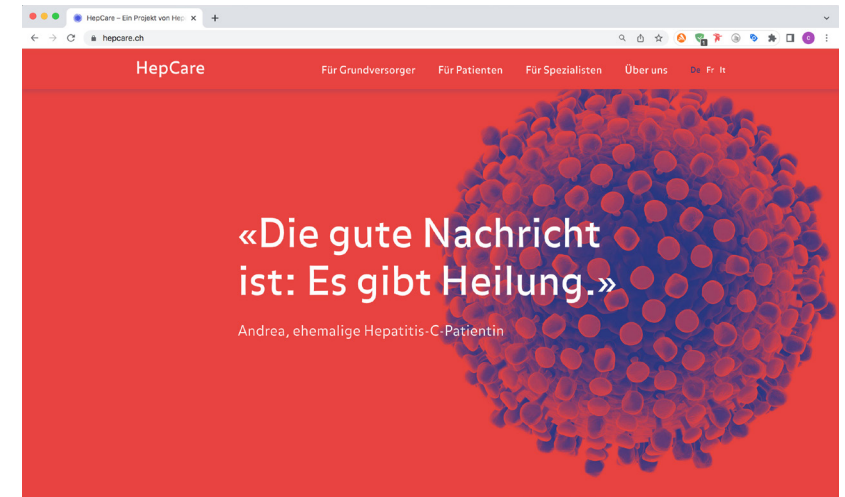 HepCare – Ein Projekt von Hep
hepcare.ch
HepCare
Für Grundversorger Für Patienten Für Spezialisten Über uns De Fr It
«Die gute Nachricht
ist: Es gibt Heilung.»
Andrea, ehemalige Hepatitis-C-Patientin